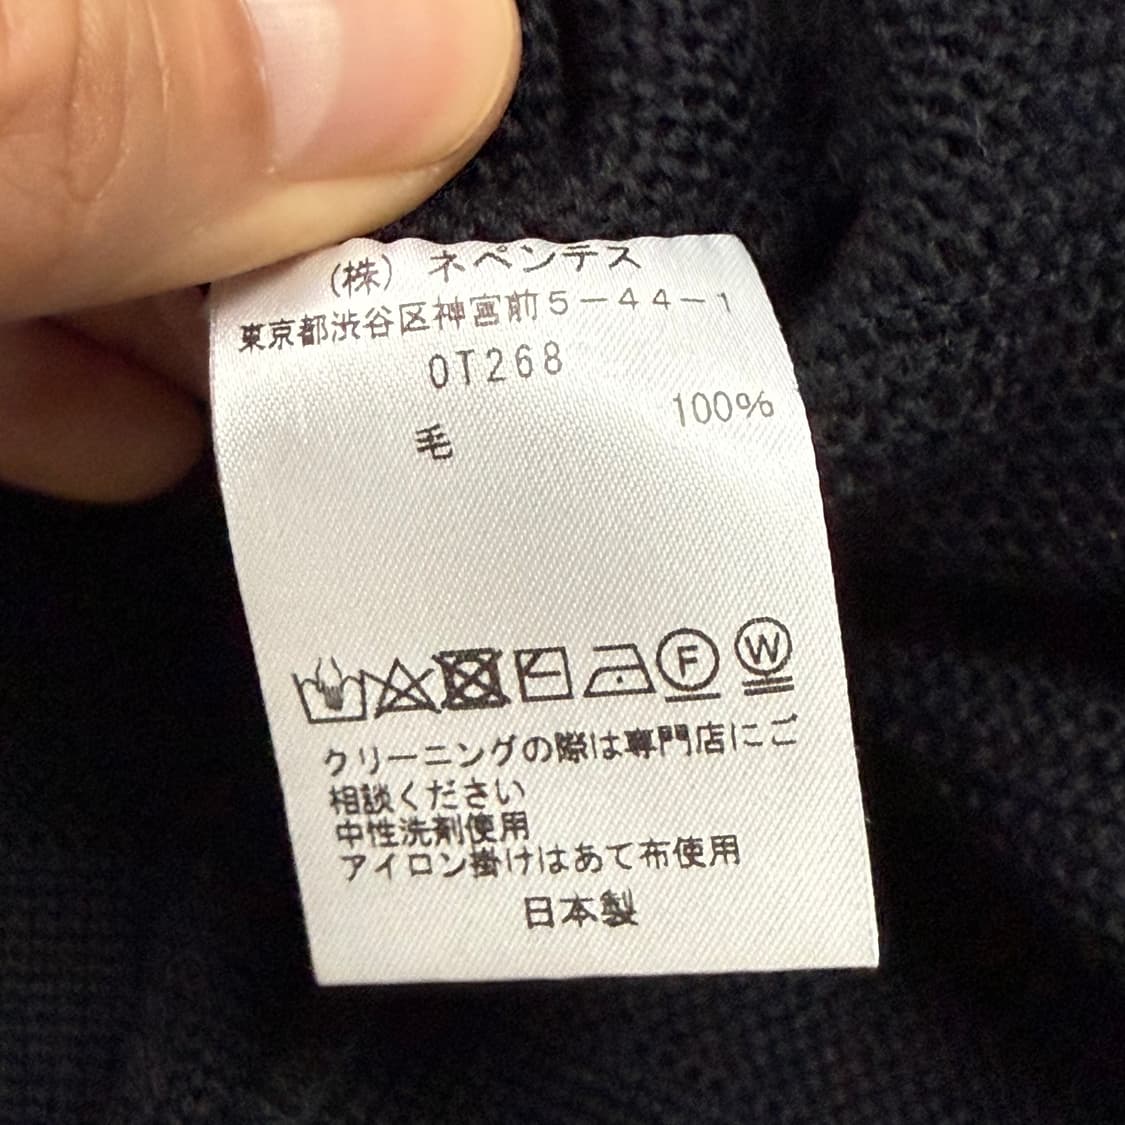 (株) ネペンテス
東京都渋谷区神宮前5-44-1
OT268
100%
毛
F W
クリーニングの際は専門店にご
相談ください
中性洗剤使用
アイロン掛けはあて布使用
日本製